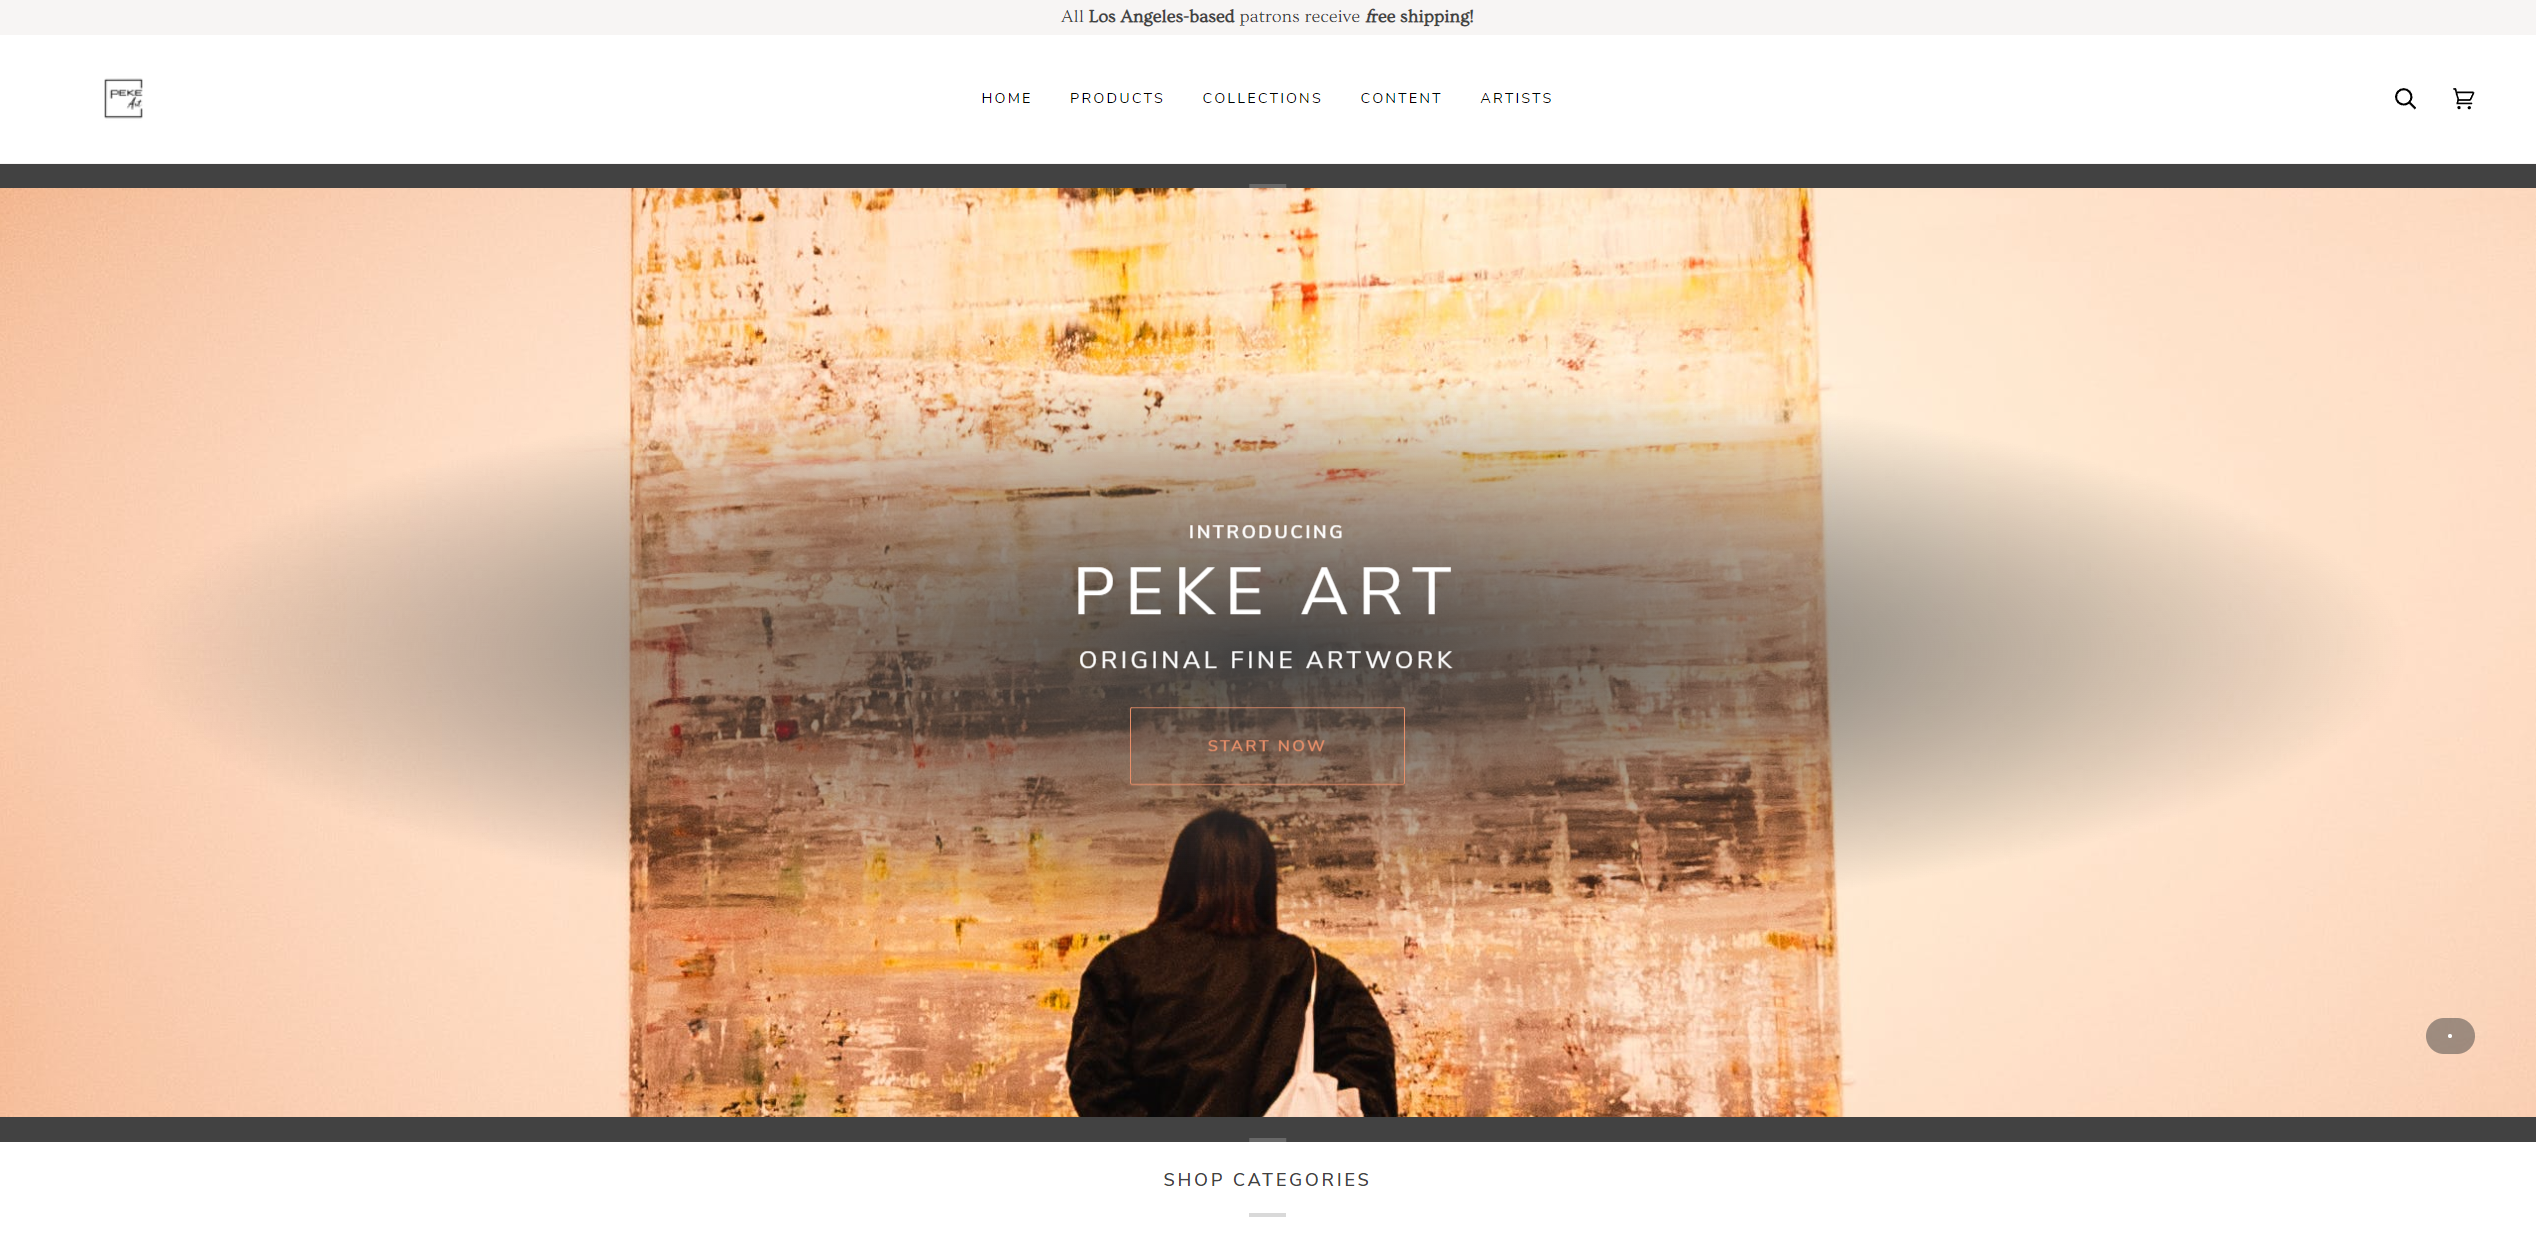 All Los Angeles-based patrons receive free shipping!
PEKE
Art
HOME PRODUCTS COLLECTIONS CONTENT ARTISTS
INTRODUCING
PEKE ART
ORIGINAL FINE ARTWORK
START NOW
SHOP CATEGORIES